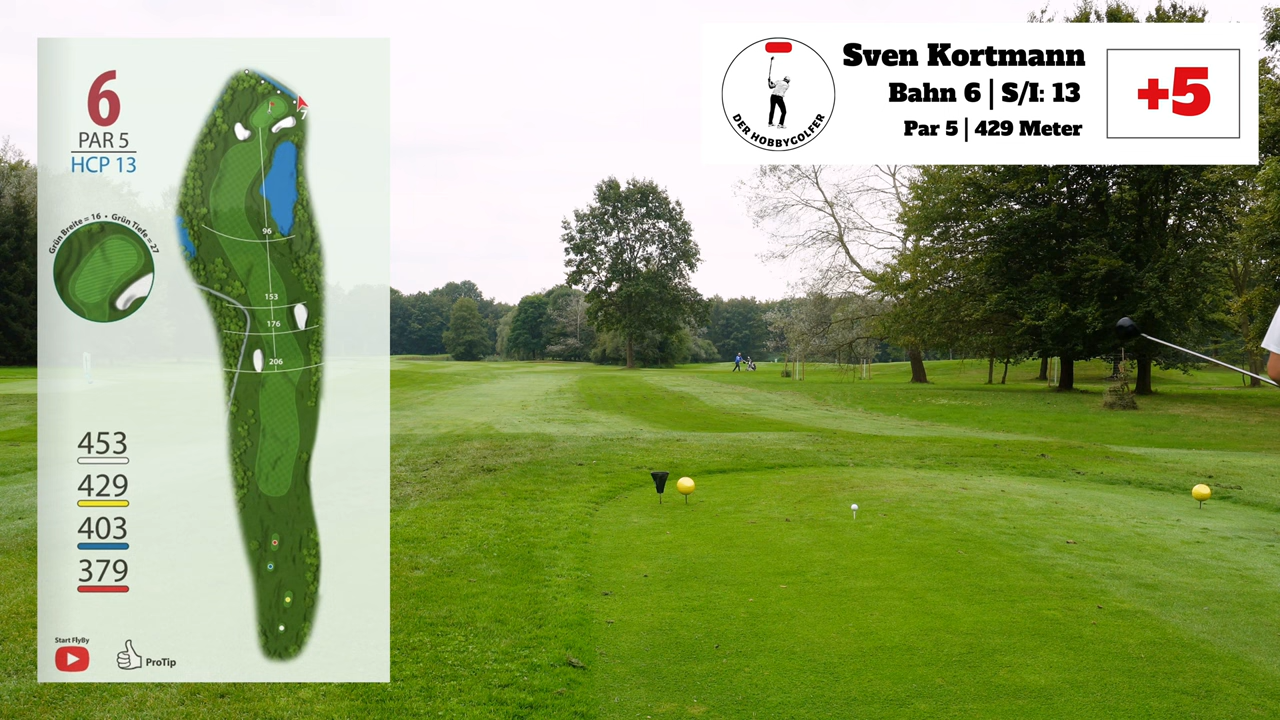 6
PAR 5
HCP 13
Grün Breite = 16 • Grün Tiefe = 27
7
96
153
176
206
453
429
403
379
Start FlyBy
ProTip
DER HOBBYGOLFER
Sven Kortmann
Bahn 6 | S/I: 13
Par 5 | 429 Meter
+5